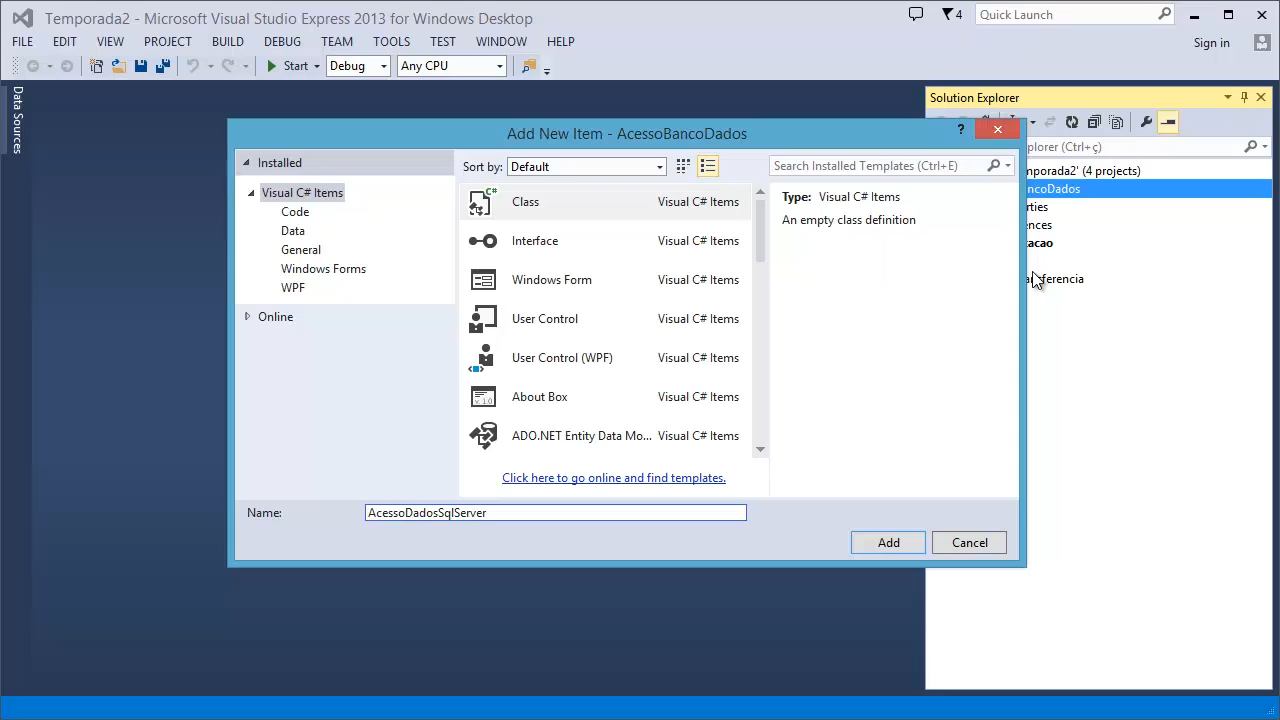 Temporada2 - Microsoft Visual Studio Express 2013 for Windows Desktop
4
Quick Launch
FILE EDIT VIEW PROJECT BUILD DEBUG TEAM TOOLS TEST WINDOW HELP
Sign in
Start Debug Any CPU
Data Sources
Solution Explorer
plorer (Ctrl+ç)
mporada2' (4 projects)
ncoDados
rties
ences
acao
erencia
Add New Item - AcessoBancoDados
?
Installed
Sort by: Default
Search Installed Templates (Ctrl+E)
Visual C# Items
Code
Data
General
Windows Forms
WPF
Online
Class Visual C# Items
Interface Visual C# Items
Windows Form Visual C# Items
User Control Visual C# Items
User Control (WPF) Visual C# Items
About Box Visual C# Items
ADO.NET Entity Data Mo... Visual C# Items
Click here to go online and find templates.
Type: Visual C# Items
An empty class definition
Name: AcessoDadosSqlServer
Add Cancel